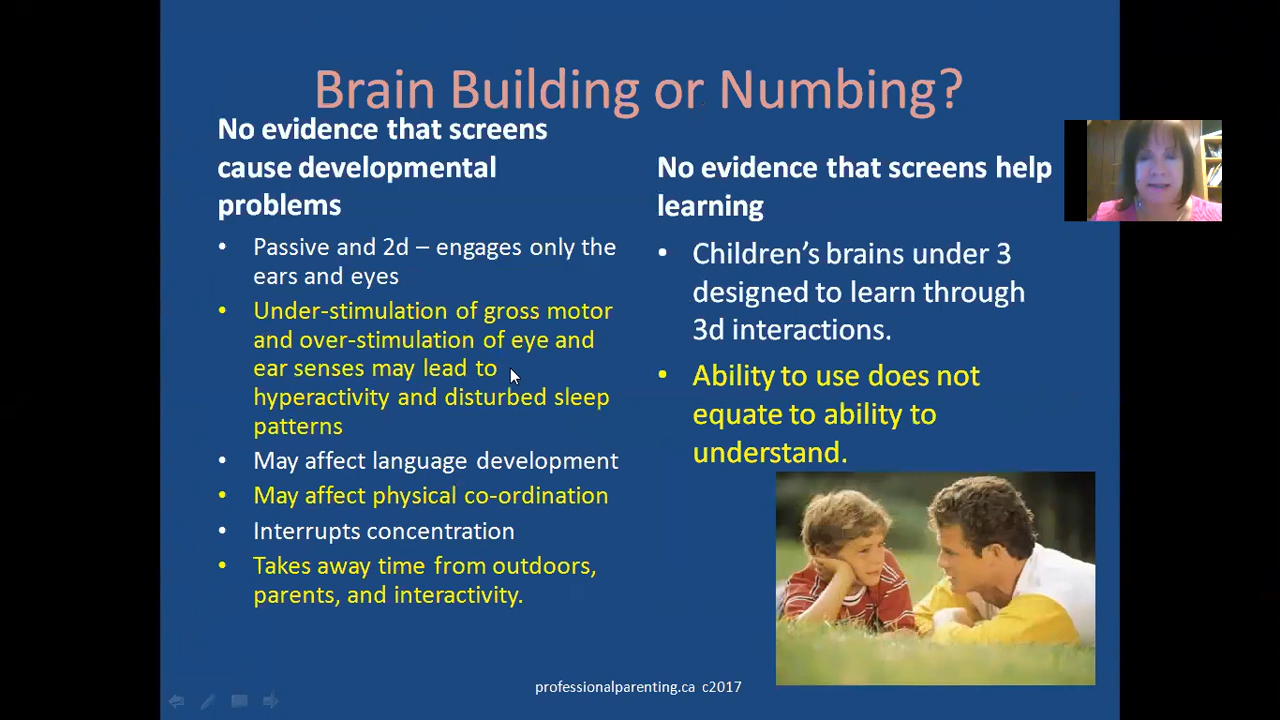 Brain Building or Numbing?
No evidence that screens
cause developmental
problems
• Passive and 2d – engages only the
ears and eyes
• Under-stimulation of gross motor
and over-stimulation of eye and
ear senses may lead to
hyperactivity and disturbed sleep
patterns
• May affect language development
• May affect physical co-ordination
• Interrupts concentration
• Takes away time from outdoors,
parents, and interactivity.
No evidence that screens help
learning
• Children’s brains under 3
designed to learn through
3d interactions.
• Ability to use does not
equate to ability to
understand.
professionalparenting.ca c2017